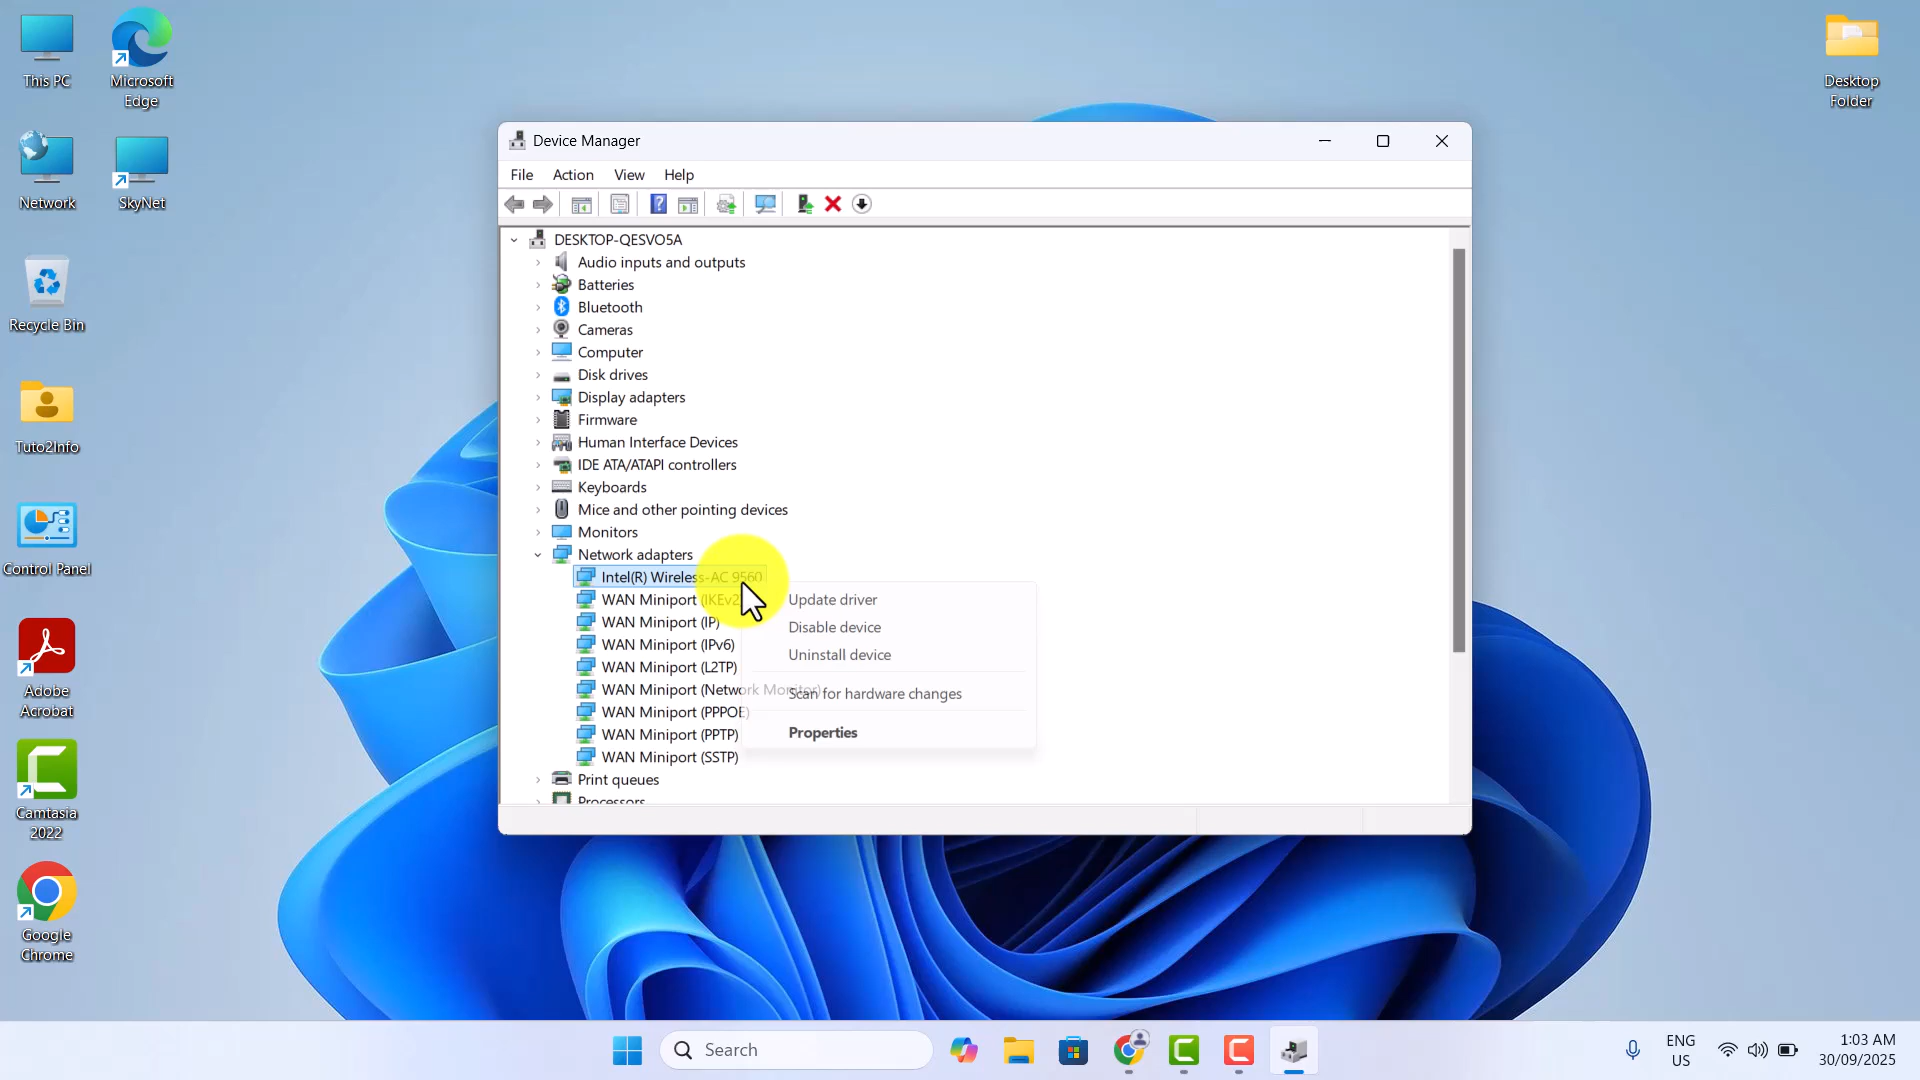 This PC
Microsoft
Edge
Network
SkyNet
Recycle Bin
Tuto2Info
Control Panel
Adobe
Acrobat
Camtasia
2022
Google
Chrome
Desktop
Folder
Device Manager
File Action View Help
DESKTOP-QESVO5A
Audio inputs and outputs
Batteries
Bluetooth
Cameras
Computer
Disk drives
Display adapters
Firmware
Human Interface Devices
IDE ATA/ATAPI controllers
Keyboards
Mice and other pointing devices
Monitors
Network adapters
Intel(R) Wireless-AC 9560
WAN Miniport (IKEv2
WAN Miniport (IP)
WAN Miniport (IPv6)
WAN Miniport (L2TP)
WAN Miniport (Network Monitor)
WAN Miniport (PPPOE)
WAN Miniport (PPTP)
WAN Miniport (SSTP)
Print queues
Processors
Update driver
Disable device
Uninstall device
Scan for hardware changes
Properties
Search
ENG
US
1:03 AM
30/09/2025